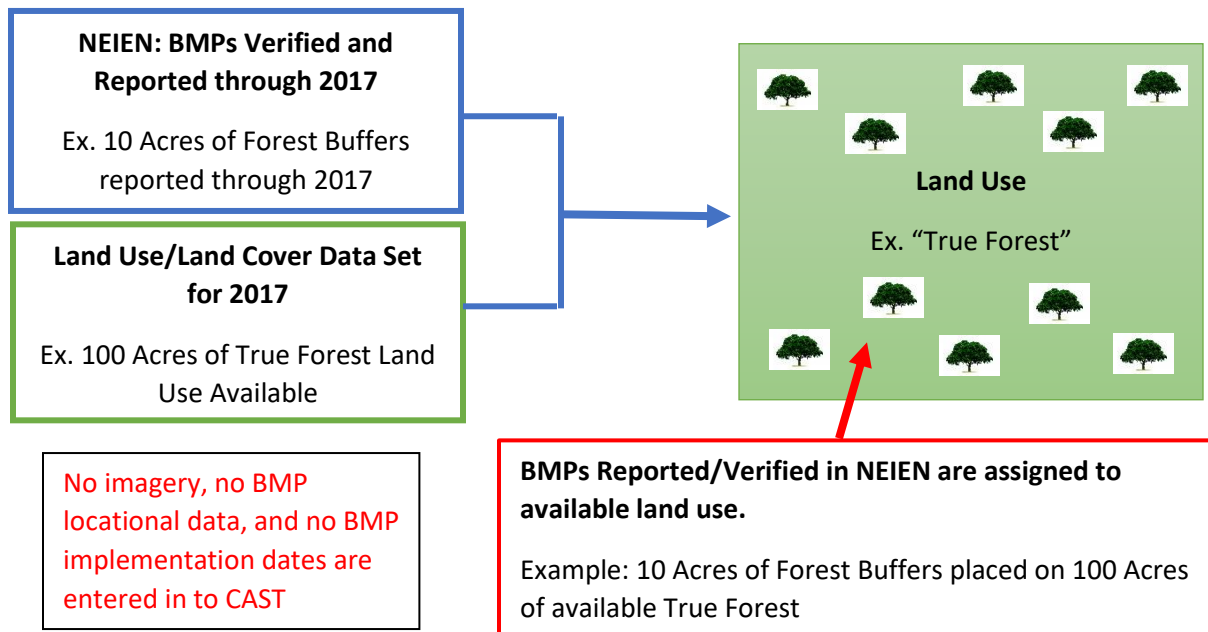 NEIEN: BMPs Verified and
Reported through 2017
Ex. 10 Acres of Forest Buffers
reported through 2017
Land Use/Land Cover Data Set
for 2017
Ex. 100 Acres of True Forest Land
Use Available
Land Use
Ex. “True Forest”
No imagery, no BMP
locational data, and no BMP
implementation dates are
entered in to CAST
BMPs Reported/Verified in NEIEN are assigned to
available land use.
Example: 10 Acres of Forest Buffers placed on 100 Acres
of available True Forest